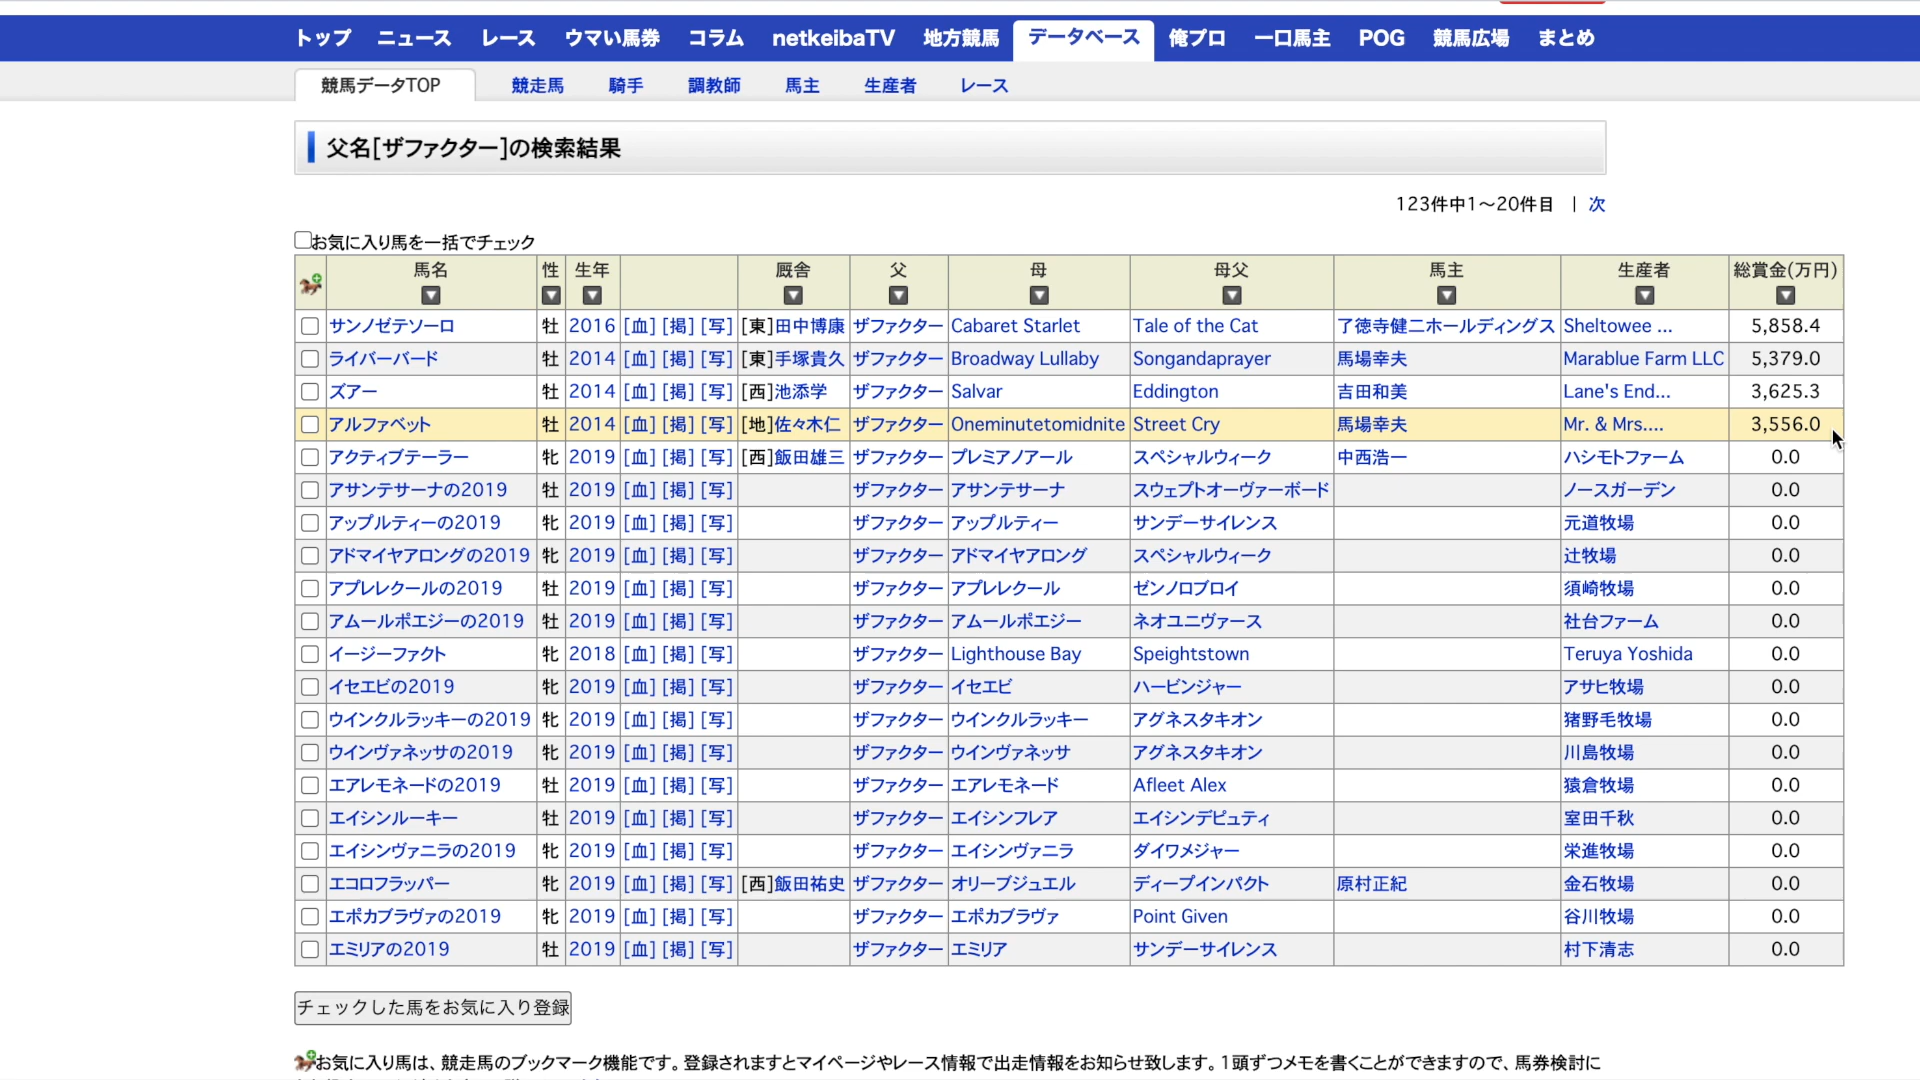 トップ ニュース レース ウマい馬券 コラム netkeibaTV 地方競馬 データベース 俺プロ 一口馬主 POG 競馬広場 まとめ
競馬データTOP 競走馬 騎手 調教師 馬主 生産者 レース
父名[ザファクター]の検索結果
123件中1～20件目 | 次
お気に入り馬を一括でチェック
馬名 性 生年 厩舎 父 母 母父 馬主 生産者 総賞金(万円)
サンノゼテソーロ 牡 2016 [血] [掲] [写] [東]田中博康 ザファクター Cabaret Starlet Tale of the Cat 了徳寺健二ホールディングス Sheltowee ... 5,858.4
ライバーバード 牡 2014 [血] [掲] [写] [東]手塚貴久 ザファクター Broadway Lullaby Songandaprayer 馬場幸夫 Marablue Farm LLC 5,379.0
ズアー 牡 2014 [血] [掲] [写] [西]池添学 ザファクター Salvar Eddington 吉田和美 Lane's End... 3,625.3
アルファベット 牡 2014 [血] [掲] [写] [地]佐々木仁 ザファクター Oneminutetomidnite Street Cry 馬場幸夫 Mr. & Mrs.... 3,556.0
アクティブテーラー 牝 2019 [血] [掲] [写] [西]飯田雄三 ザファクター プレミアノアール スペシャルウィーク 中西浩一 ハシモトファーム 0.0
アサンテサーナの2019 牡 2019 [血] [掲] [写] ザファクター アサンテサーナ スウェプトオーヴァーボード ノースガーデン 0.0
アップルティーの2019 牝 2019 [血] [掲] [写] ザファクター アップルティー サンデーサイレンス 元道牧場 0.0
アドマイヤアロングの2019 牝 2019 [血] [掲] [写] ザファクター アドマイヤアロング スペシャルウィーク 辻牧場 0.0
アプレレクールの2019 牡 2019 [血] [掲] [写] ザファクター アプレレクール ゼンノロブロイ 須崎牧場 0.0
アムールポエジーの2019 牡 2019 [血] [掲] [写] ザファクター アムールポエジー ネオユニヴァース 社台ファーム 0.0
イージーファクト 牝 2018 [血] [掲] [写] ザファクター Lighthouse Bay Speightstown Teruya Yoshida 0.0
イセエビの2019 牝 2019 [血] [掲] [写] ザファクター イセエビ ハービンジャー アサヒ牧場 0.0
ウインクルラッキーの2019 牝 2019 [血] [掲] [写] ザファクター ウインクルラッキー アグネスタキオン 猪野毛牧場 0.0
ウインヴァネッサの2019 牝 2019 [血] [掲] [写] ザファクター ウインヴァネッサ アグネスタキオン 川島牧場 0.0
エアレモネードの2019 牡 2019 [血] [掲] [写] ザファクター エアレモネード Afleet Alex 猿倉牧場 0.0
エイシンルーキー 牡 2019 [血] [掲] [写] ザファクター エイシンフレア エイシンデピュティ 室田千秋 0.0
エイシンヴァニラの2019 牝 2019 [血] [掲] [写] ザファクター エイシンヴァニラ ダイワメジャー 栄進牧場 0.0
エコロフラッパー 牝 2019 [血] [掲] [写] [西]飯田祐史 ザファクター オリーブジュエル ディープインパクト 原村正紀 金石牧場 0.0
エポカブラヴァの2019 牝 2019 [血] [掲] [写] ザファクター エポカブラヴァ Point Given 谷川牧場 0.0
エミリアの2019 牡 2019 [血] [掲] [写] ザファクター エミリア サンデーサイレンス 村下清志 0.0
チェックした馬をお気に入り登録
お気に入り馬は、競走馬のブックマーク機能です。登録されますとマイページやレース情報で出走情報をお知らせ致します。1頭ずつメモを書くことができますので、馬券検討に